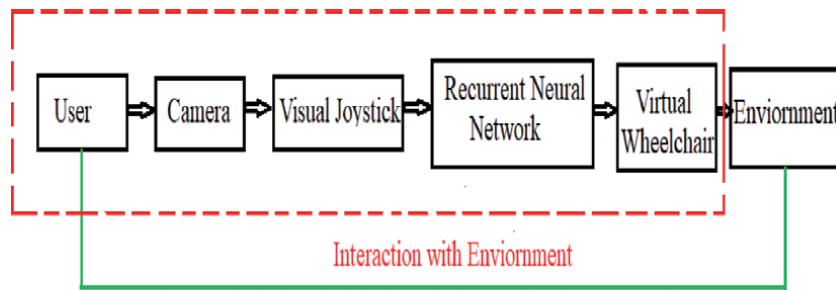 User
Camera
Visual Joystick
Recurrent Neural
Network
Virtual
Wheelchair
Enviornment
Interaction with Enviornment